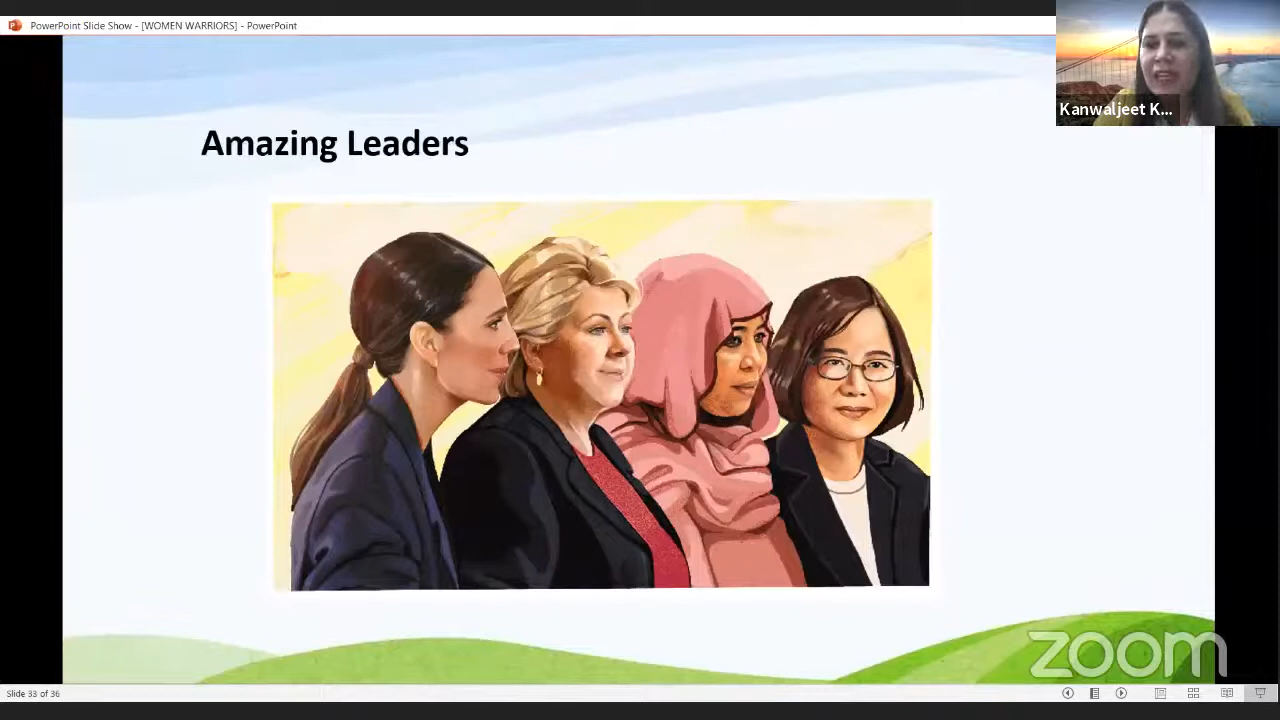 PowerPoint Slide Show - [WOMEN WARRIORS] - PowerPoint
Kanwaljeet K...
Amazing Leaders
zoom
Slide 33 of 36